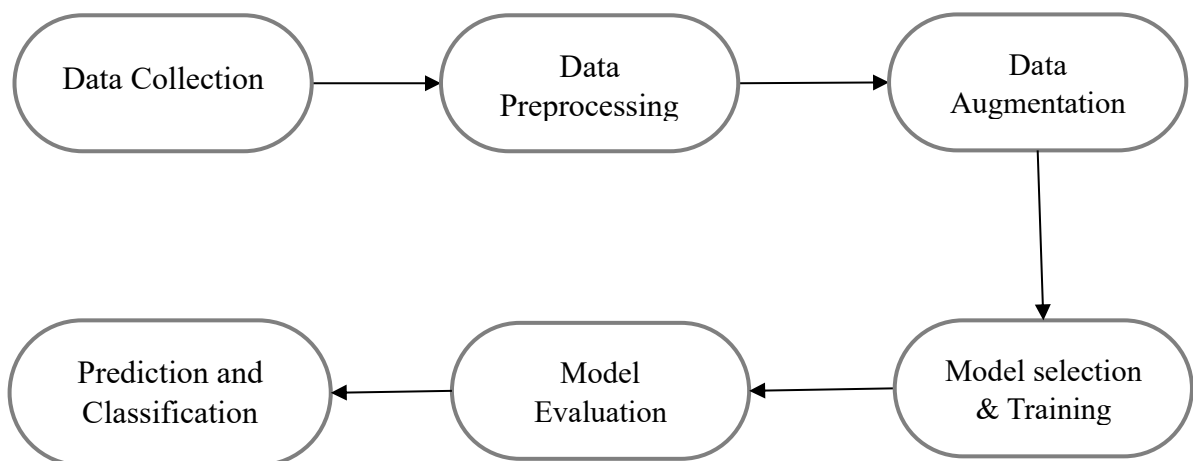 Data Collection
Data
Preprocessing
Data
Augmentation
Model selection
& Training
Model
Evaluation
Prediction and
Classification